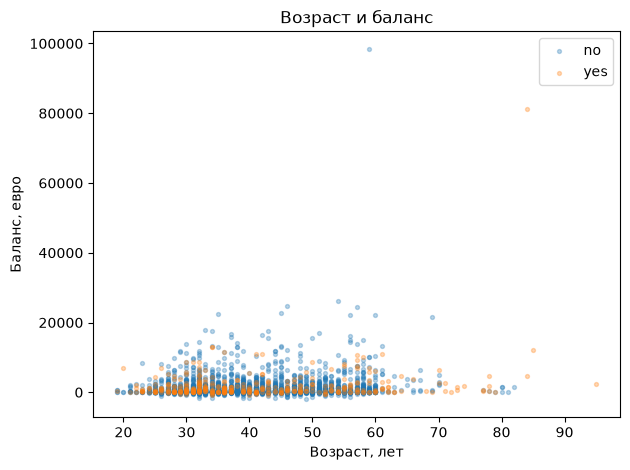 Возраст и баланс
no
yes
100000
80000
60000
40000
20000
0
Баланс, евро
20 30 40 50 60 70 80 90
Возраст, лет